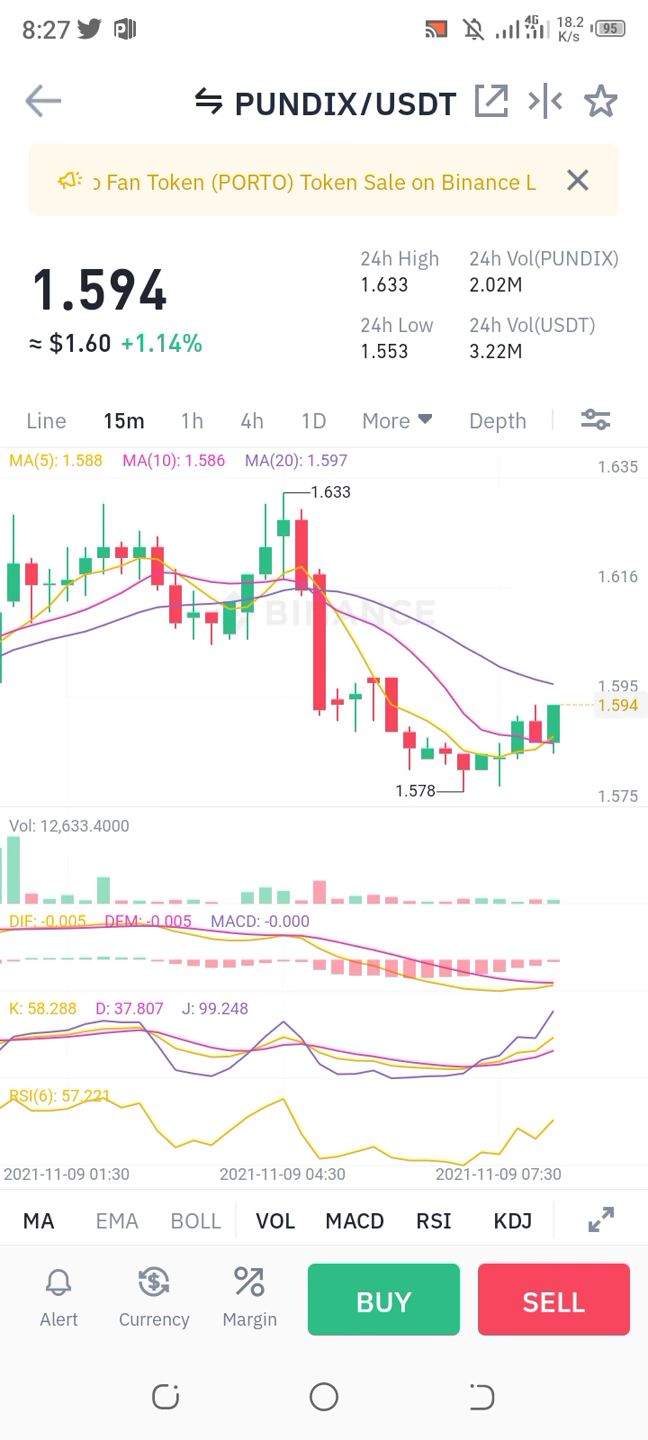 8:27
4G
18.2
K/s
95
PUNDIX/USDT
ɔ Fan Token (PORTO) Token Sale on Binance L
1.594
≈ $1.60 +1.14%
24h High
1.633
24h Vol(PUNDIX)
2.02M
24h Low
1.553
24h Vol(USDT)
3.22M
Line 15m 1h 4h 1D More Depth
MA(5): 1.588 MA(10): 1.586 MA(20): 1.597
1.635
1.633
1.616
BINANCE
1.595
1.594
1.578
1.575
Vol: 12,633.4000
DIF: -0.005 DEM: -0.005 MACD: -0.000
K: 58.288 D: 37.807 J: 99.248
RSI(6): 57.221
2021-11-09 01:30 2021-11-09 04:30 2021-11-09 07:30
MA EMA BOLL VOL MACD RSI KDJ
Alert Currency Margin BUY SELL